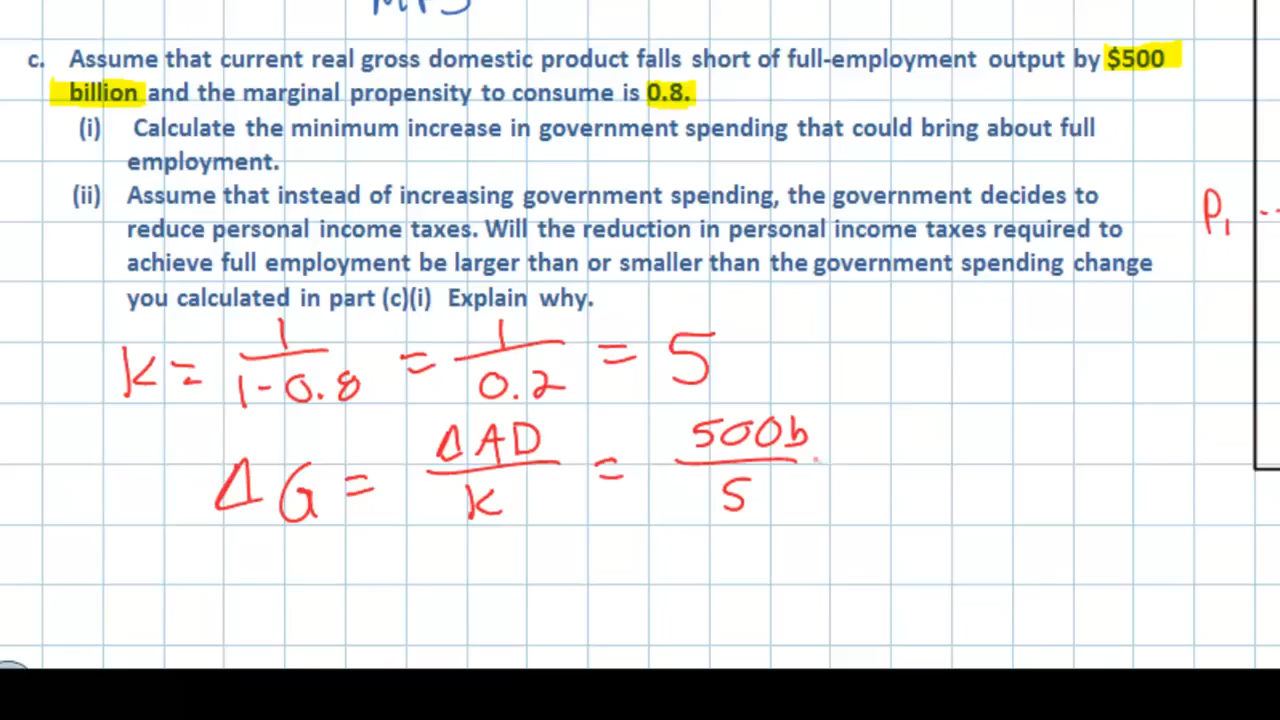 MPS
c. Assume that current real gross domestic product falls short of full-employment output by $500
billion and the marginal propensity to consume is 0.8.
(i) Calculate the minimum increase in government spending that could bring about full
employment.
(ii) Assume that instead of increasing government spending, the government decides to
reduce personal income taxes. Will the reduction in personal income taxes required to
P₁
achieve full employment be larger than or smaller than the government spending change
you calculated in part (c)(i) Explain why.
k = 1/(1-0.8) = 1/0.2 = 5
ΔG = ΔAD/k = 500b/5